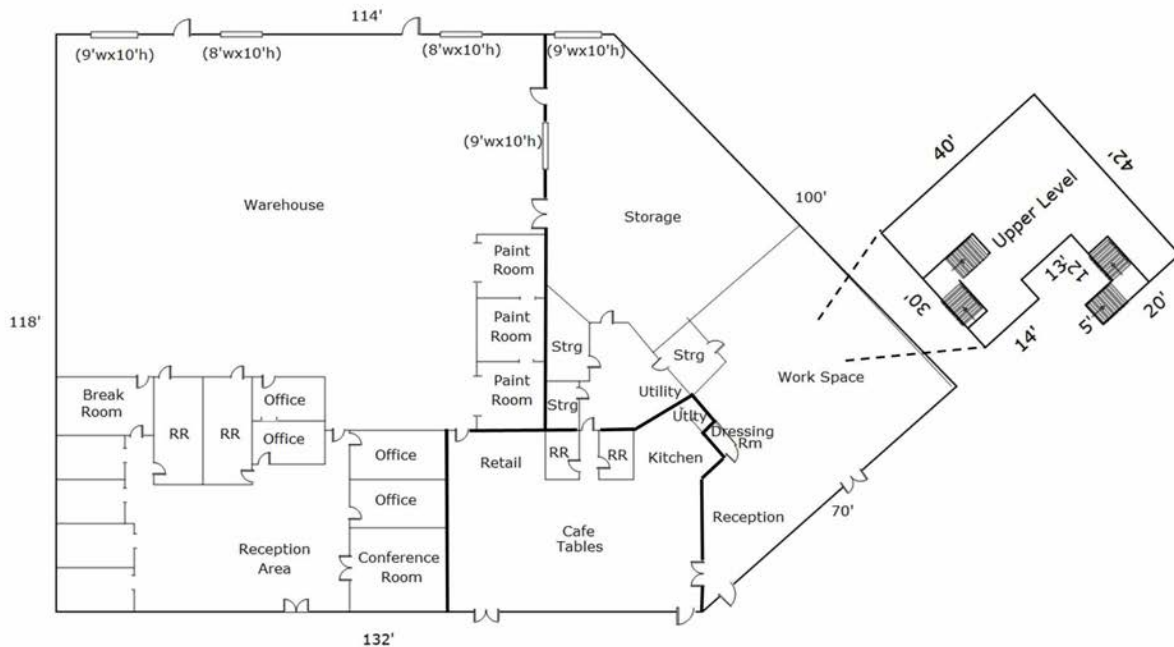 114'
(9'wx10'h)
(8'wx10'h)
(8'wx10'h)
(9'wx10'h)
(9'wx10'h)
Warehouse
Storage
100'
40'
42'
Upper Level
30'
13'
12'
14'
5'
20'
Paint
Room
Paint
Room
Paint
Room
118'
Strg
Strg
Strg
Utility
Utlty
Work Space
Dressing
Rm
Break
Room
RR
RR
Office
Office
Office
Office
Retail
RR
RR
Kitchen
Reception
70'
Cafe
Tables
Reception
Area
Conference
Room
132'